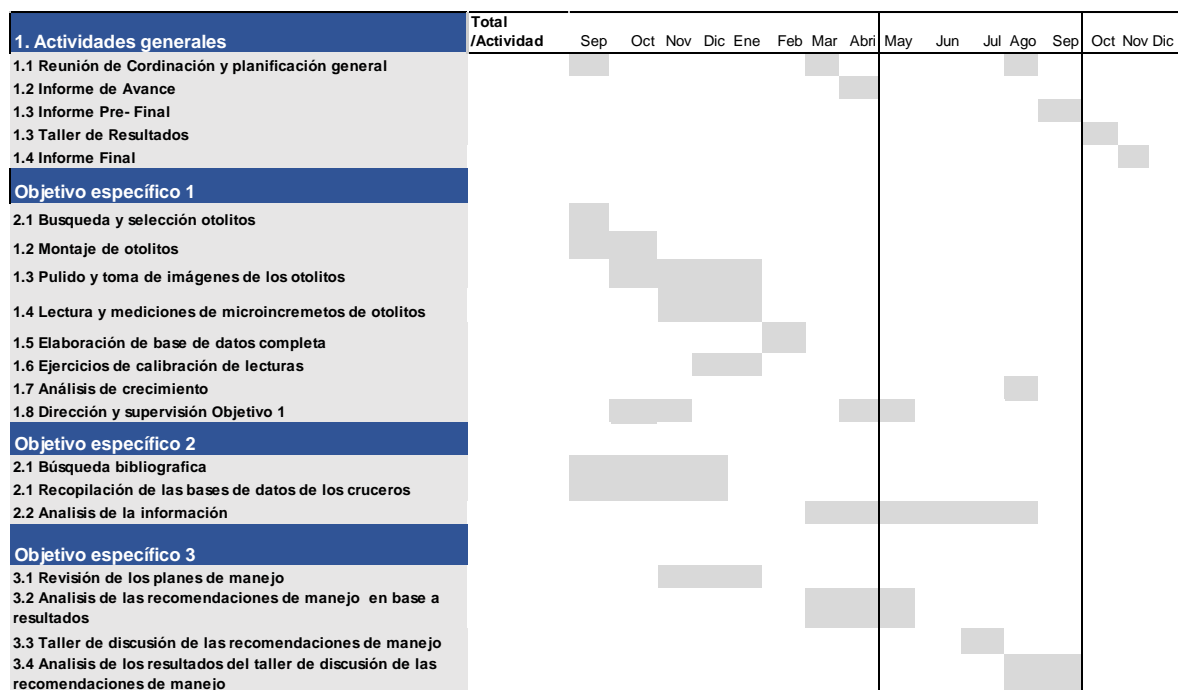 Total
1. Actividades generales /Actividad Sep Oct Nov Dic Ene Feb Mar Abri May Jun Jul Ago Sep Oct Nov Dic
1.1 Reunión de Cordinación y planificación general
1.2 Informe de Avance
1.3 Informe Pre- Final
1.3 Taller de Resultados
1.4 Informe Final
Objetivo específico 1
2.1 Busqueda y selección otolitos
1.2 Montaje de otolitos
1.3 Pulido y toma de imágenes de los otolitos
1.4 Lectura y mediciones de microincremetos de otolitos
1.5 Elaboración de base de datos completa
1.6 Ejercicios de calibración de lecturas
1.7 Análisis de crecimiento
1.8 Dirección y supervisión Objetivo 1
Objetivo específico 2
2.1 Búsqueda bibliografica
2.1 Recopilación de las bases de datos de los cruceros
2.2 Analisis de la información
Objetivo específico 3
3.1 Revisión de los planes de manejo
3.2 Analisis de las recomendaciones de manejo en base a
resultados
3.3 Taller de discusión de las recomendaciones de manejo
3.4 Analisis de los resultados del taller de discusión de las
recomendaciones de manejo